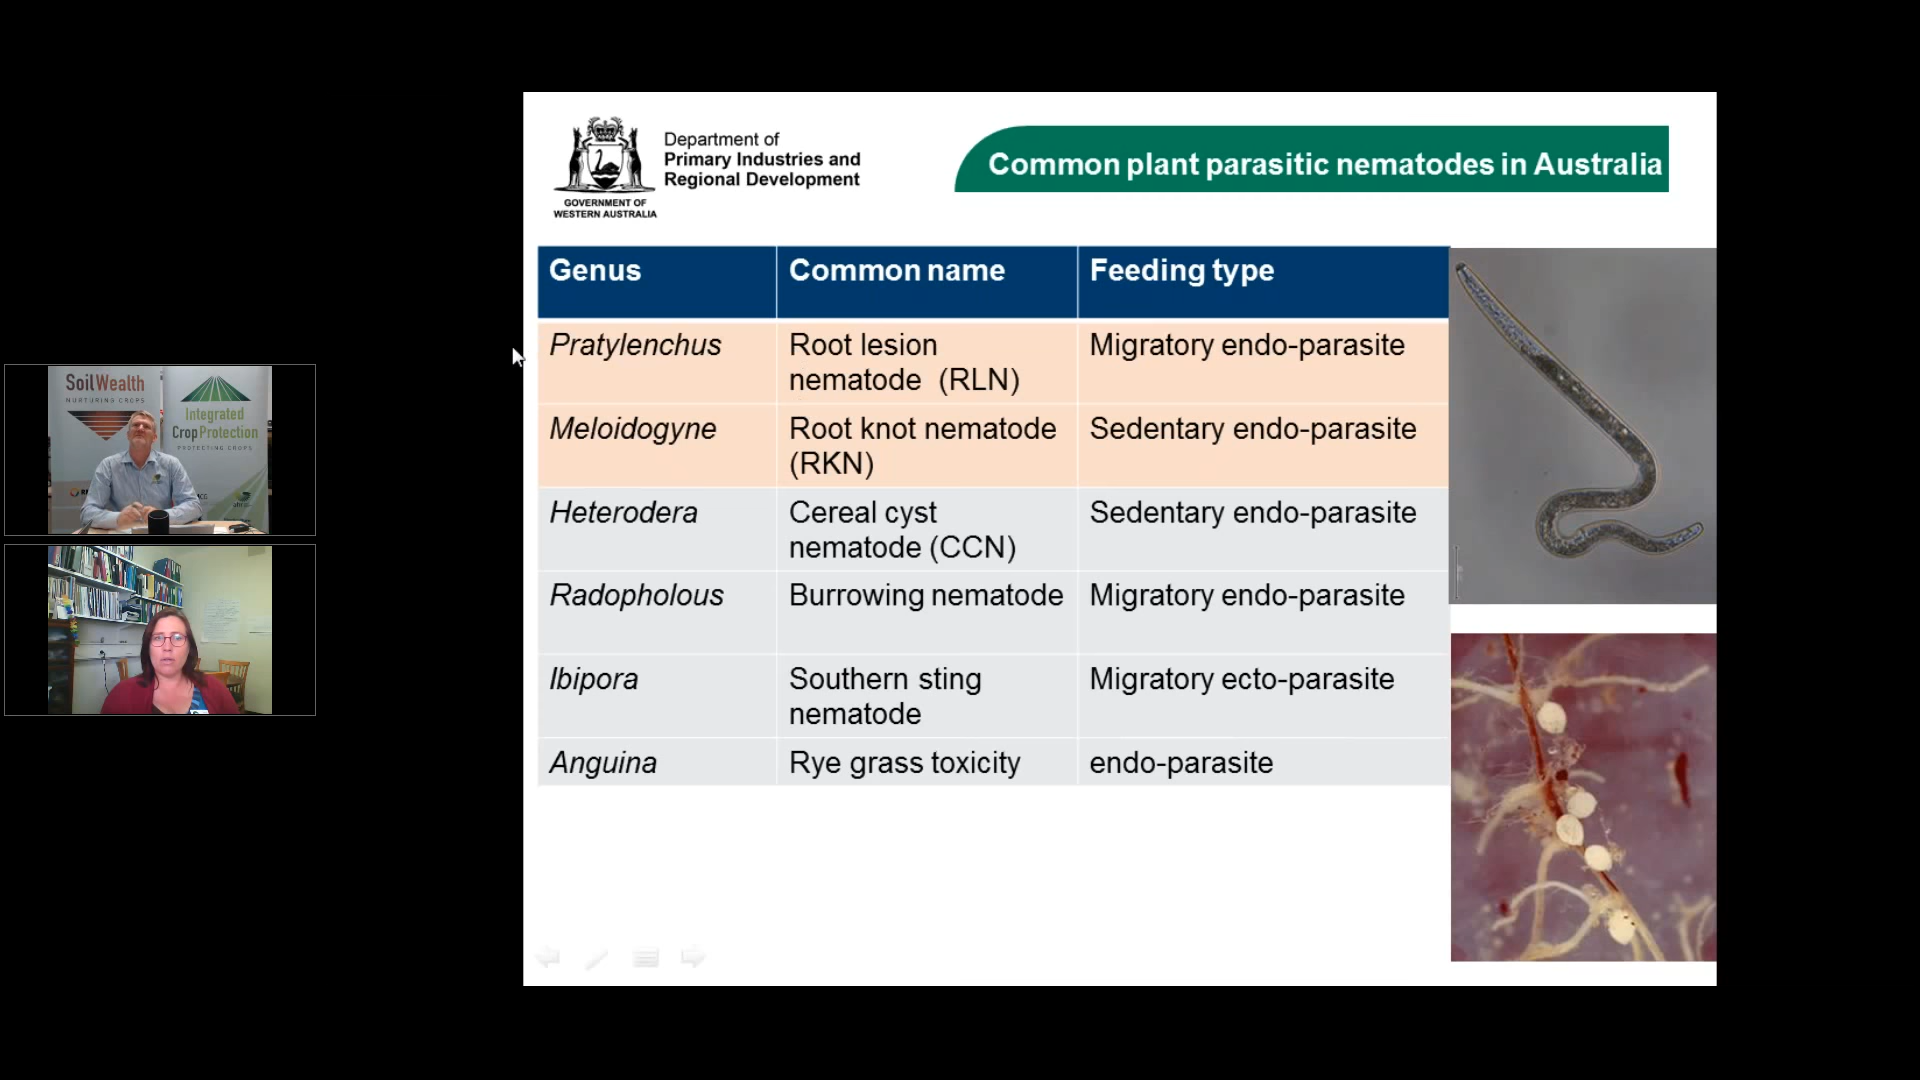 Department of
Primary Industries and
Regional Development
GOVERNMENT OF
WESTERN AUSTRALIA
Common plant parasitic nematodes in Australia
Genus Common name Feeding type
Pratylenchus Root lesion nematode (RLN) Migratory endo-parasite
Meloidogyne Root knot nematode (RKN) Sedentary endo-parasite
Heterodera Cereal cyst nematode (CCN) Sedentary endo-parasite
Radopholous Burrowing nematode Migratory endo-parasite
Ibipora Southern sting nematode Migratory ecto-parasite
Anguina Rye grass toxicity endo-parasite
SoilWealth
NURTURING CROPS
Integrated
CropProtection
PROTECTING CROPS